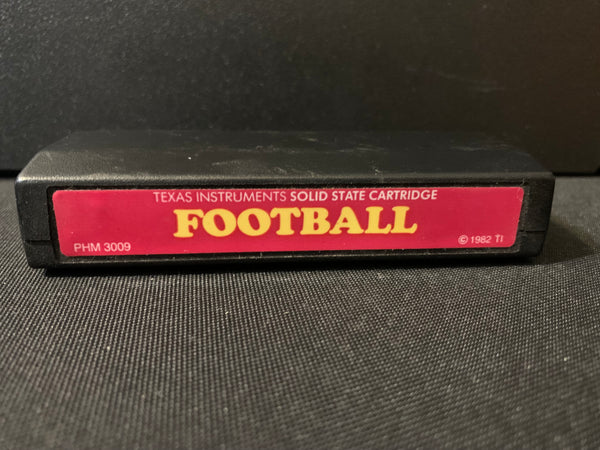 TEXAS INSTRUMENTS SOLID STATE CARTRIDGE
FOOTBALL
PHM 3009 © 1982 TI